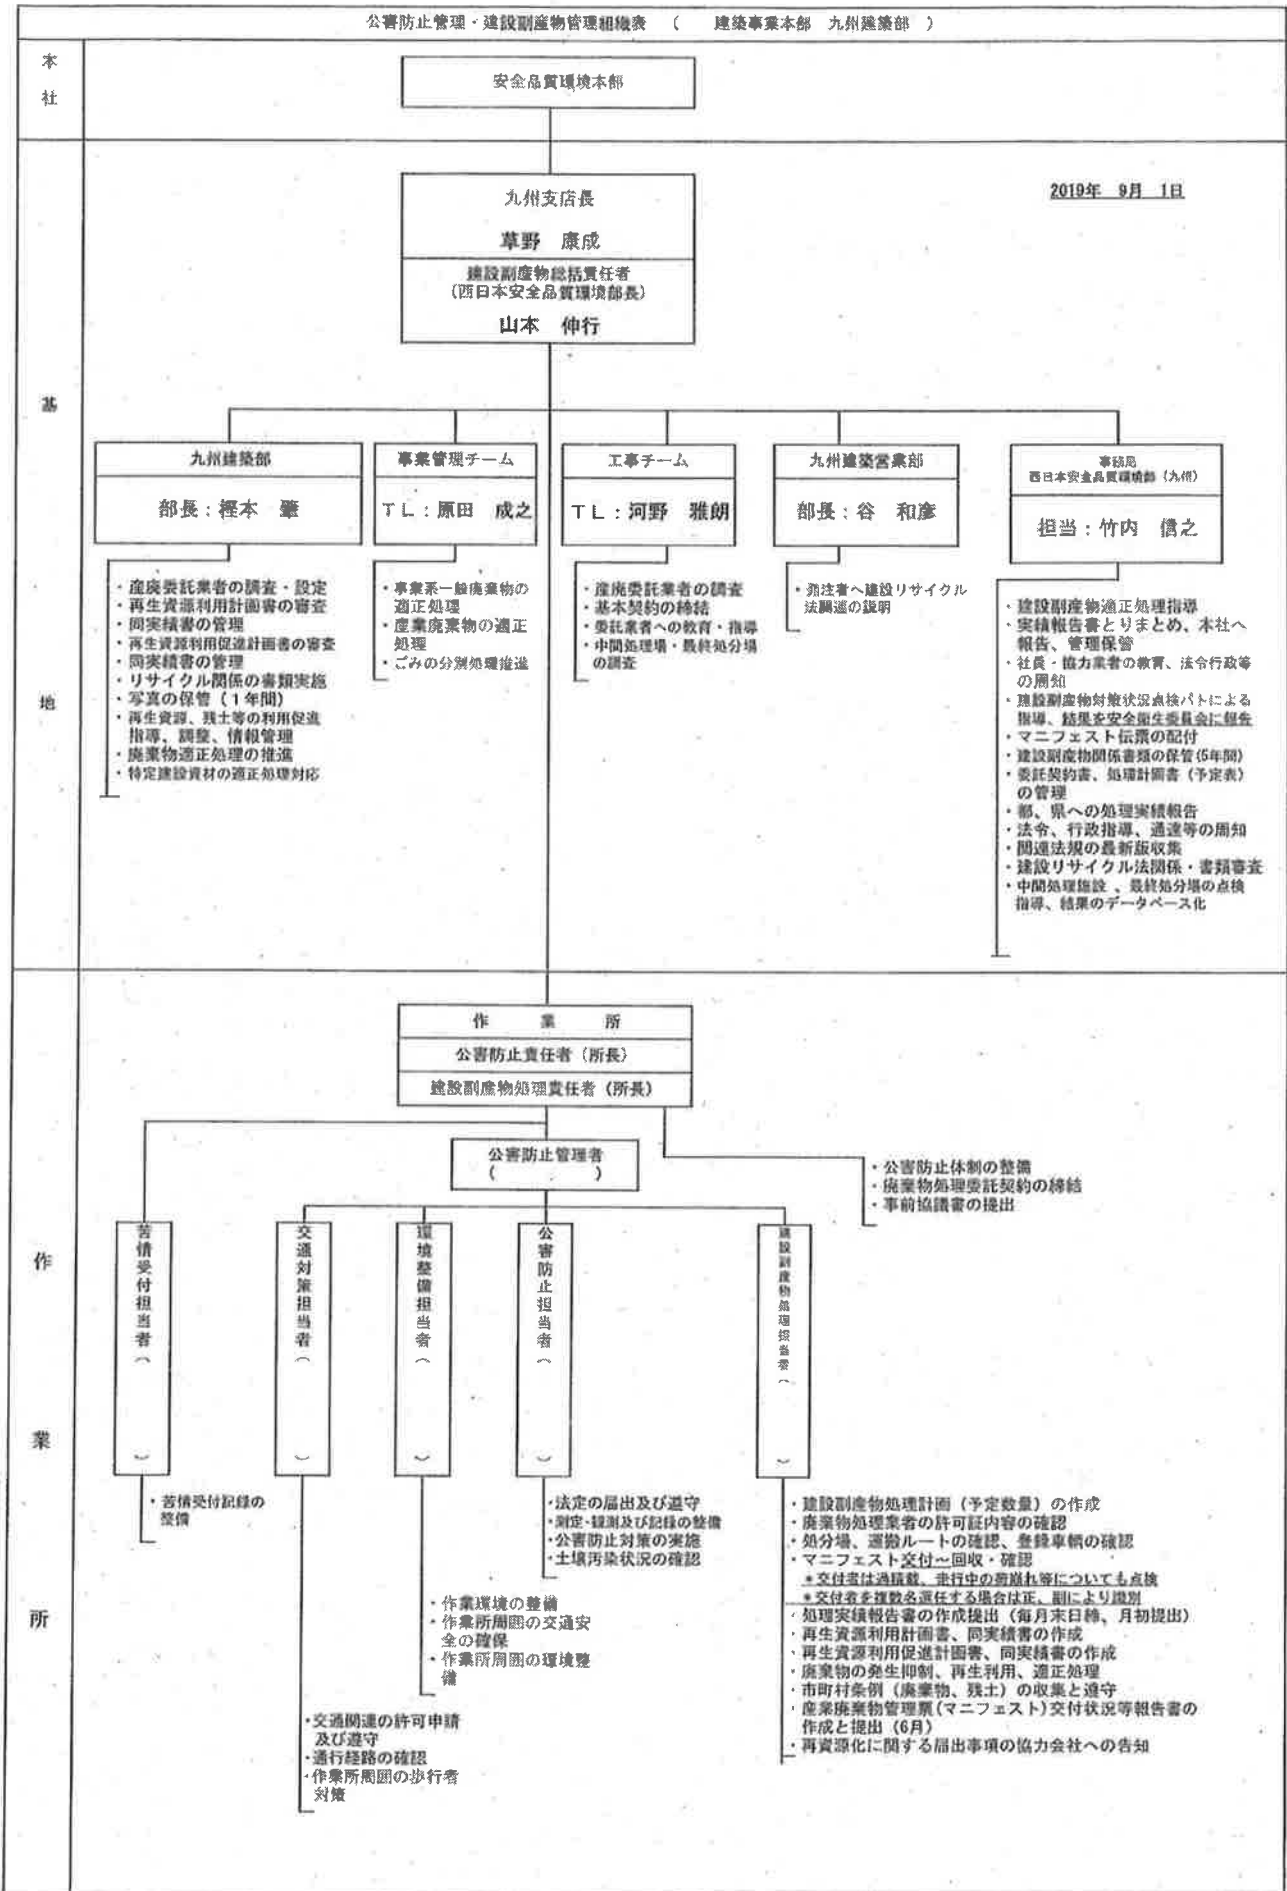 公害防止管理・建設副産物管理組織表 （ 建築事業本部 九州建築部 ）
本社
安全品質環境本部
2019年 9月 1日
九州支店長
草野 康成
建設副産物総括責任者
(西日本安全品質環境部長)
山本 伸行
基地
九州建築部
部長：樫本 肇
・産廃委託業者の調査・設定
・再生資源利用計画書の審査
・同実績書の管理
・再生資源利用促進計画書の審査
・同実績書の管理
・リサイクル関係の書類実施
・写真の保管（1年間）
・再生資源、残土等の利用促進
指導、調整、情報管理
・廃棄物適正処理の推進
・特定建設資材の適正処理対応
事業管理チーム
TL：原田 成之
・事業系一般廃棄物の
適正処理
・産業廃棄物の適正
処理
・ごみの分別処理推進
工事チーム
TL：河野 雅朗
・産廃委託業者の調査
・基本契約の締結
・委託業者への教育・指導
・中間処理場・最終処分場
の調査
九州建築営業部
部長：谷 和彦
・発注者へ建設リサイクル
法関連の説明
事務局
西日本安全品質環境部（九州）
担当：竹内 信之
・建設副産物適正処理指導
・実績報告書とりまとめ、本社へ
報告、管理保管
・社員・協力業者の教育、法令行政等
の周知
・建設副産物対策状況点検パトによる
指導、結果を安全衛生委員会に報告
・マニフェスト伝票の配付
・建設副産物関係書類の保管(5年間)
・委託契約書、処理計画書（予定表）
の管理
・都、県への処理実績報告
・法令、行政指導、通達等の周知
・関連法規の最新版収集
・建設リサイクル法関係・書類審査
・中間処理施設 、最終処分場の点検
指導、結果のデータベース化
作業所
作 業 所
公害防止責任者（所長）
建設副産物処理責任者（所長）
・公害防止体制の整備
・廃棄物処理委託契約の締結
・事前協議書の提出
公害防止管理者
（ ）
苦情受付担当者（ ）
・苦情受付記録の
整備
交通対策担当者（ ）
・交通関連の許可申請
及び遵守
・通行経路の確認
・作業所周囲の歩行者
対策
環境整備担当者（ ）
・作業環境の整備
・作業所周囲の交通安
全の確保
・作業所周囲の環境整
備
公害防止担当者（ ）
・法定の届出及び遵守
・測定・観測及び記録の整備
・公害防止対策の実施
・土壌汚染状況の確認
建設副産物処理担当者（ ）
・建設副産物処理計画（予定数量）の作成
・廃棄物処理業者の許可証内容の確認
・処分場、運搬ルートの確認、登録車輌の確認
・マニフェスト交付～回収・確認
＊交付者は過積載、走行中の荷崩れ等についても点検
＊交付者を複数名選任する場合は正、副により識別
・処理実績報告書の作成提出（毎月末日締、月初提出）
・再生資源利用計画書、同実績書の作成
・再生資源利用促進計画書、同実績書の作成
・廃棄物の発生抑制、再生利用、適正処理
・市町村条例（廃棄物、残土）の収集と遵守
・産業廃棄物管理票(マニフェスト)交付状況等報告書の
作成と提出（6月）
・再資源化に関する届出事項の協力会社への告知